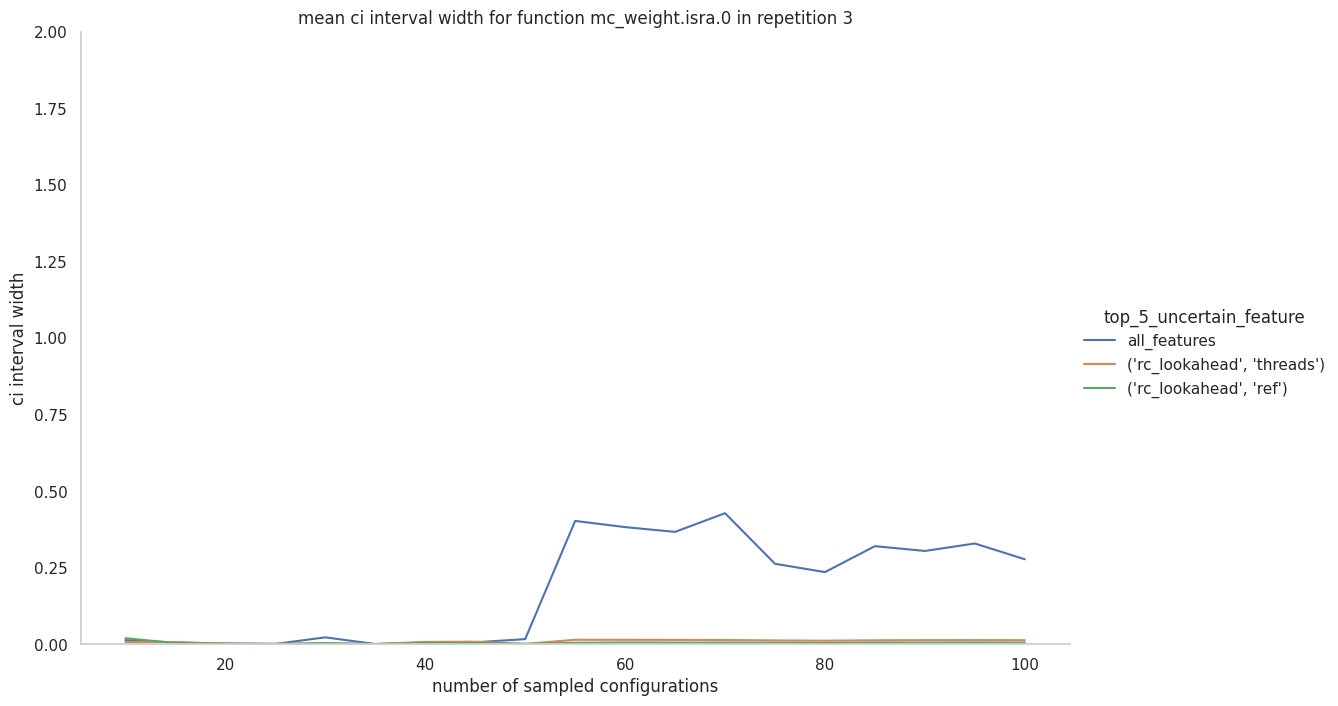 mean ci interval width for function mc_weight.isra.0 in repetition 3
2.00
1.75
1.50
1.25
1.00
0.75
0.50
0.25
0.00
ci interval width
20
40
60
80
100
number of sampled configurations
top_5_uncertain_feature
all_features
('rc_lookahead', 'threads')
('rc_lookahead', 'ref')